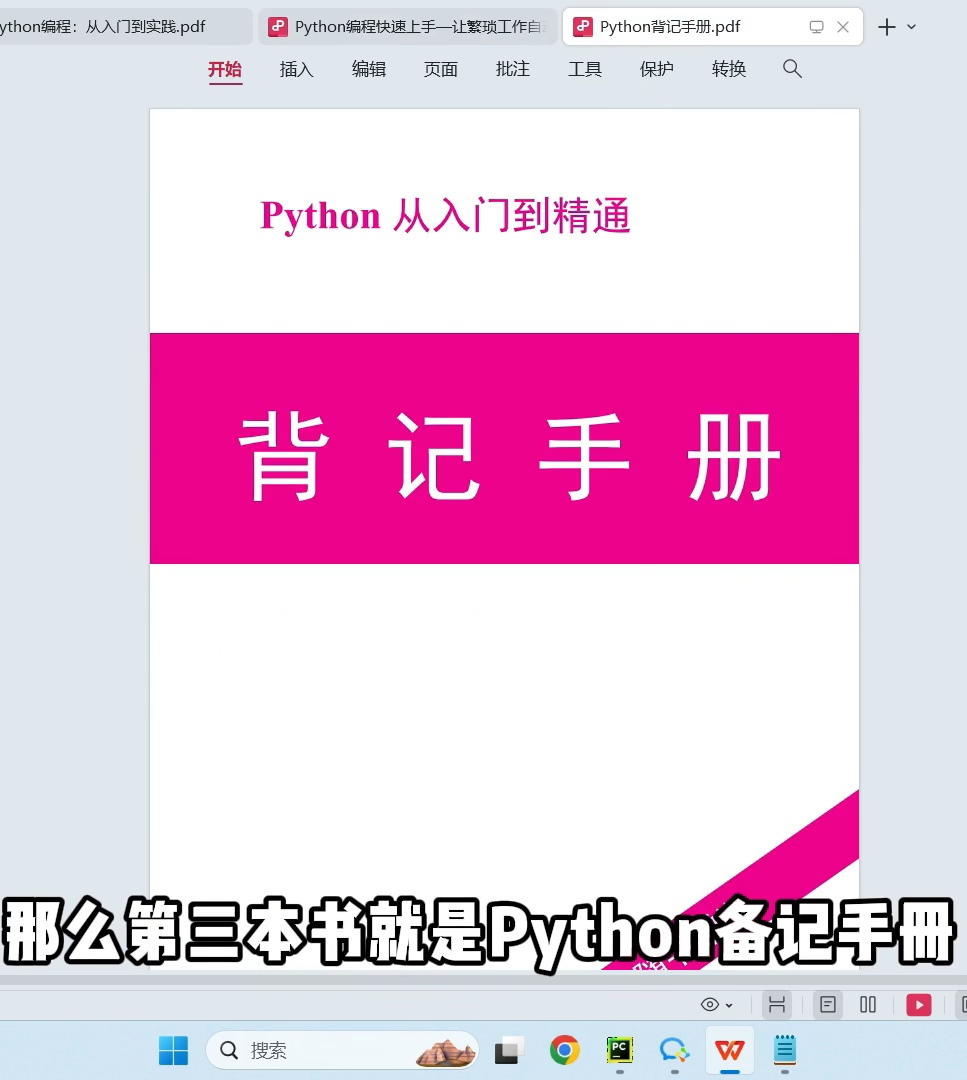 ython编程：从入门到实践.pdf
Python编程快速上手—让繁琐工作自
Python背记手册.pdf
开始 插入 编辑 页面 批注 工具 保护 转换
Python 从入门到精通
背记手册
那么第三本书就是Python备记手册
搜索
PC